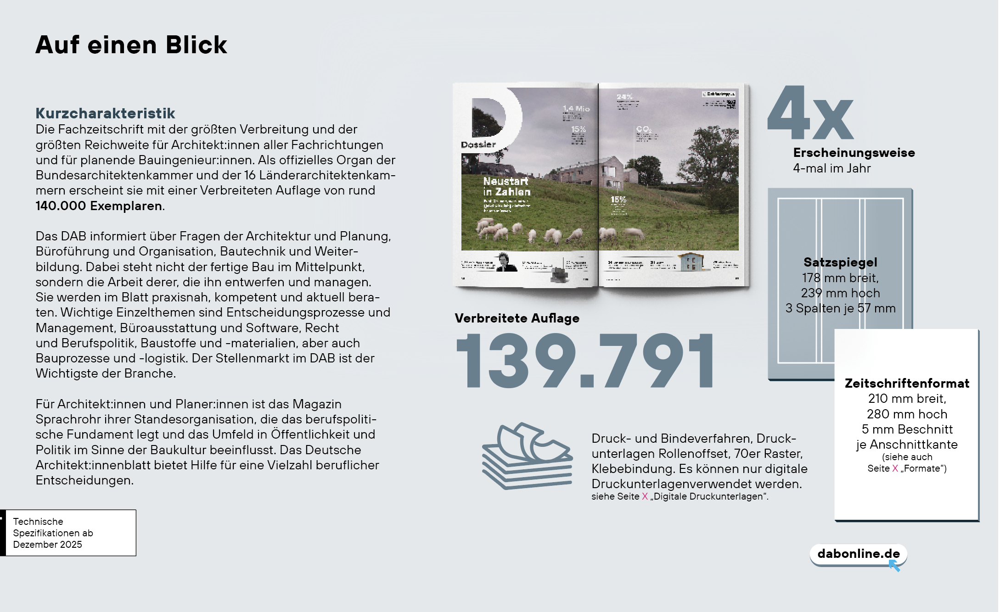 Auf einen Blick
Kurzcharakteristik
Die Fachzeitschrift mit der größten Verbreitung und der
größten Reichweite für Architekt:innen aller Fachrichtungen
und für planende Bauingenieur:innen. Als offizielles Organ der
Bundesarchitektenkammer und der 16 Länderarchitektenkam-
mern erscheint sie mit einer Verbreiteten Auflage von rund
140.000 Exemplaren.
Das DAB informiert über Fragen der Architektur und Planung,
Büroführung und Organisation, Bautechnik und Weiter-
bildung. Dabei steht nicht der fertige Bau im Mittelpunkt,
sondern die Arbeit derer, die ihn entwerfen und managen.
Sie werden im Blatt praxisnah, kompetent und aktuell bera-
ten. Wichtige Einzelthemen sind Entscheidungsprozesse und
Management, Büroausstattung und Software, Recht
und Berufspolitik, Baustoffe und -materialien, aber auch
Bauprozesse und -logistik. Der Stellenmarkt im DAB ist der
Wichtigste der Branche.
Für Architekt:innen und Planer:innen ist das Magazin
Sprachrohr ihrer Standesorganisation, die das berufspoliti-
sche Fundament legt und das Umfeld in Öffentlichkeit und
Politik im Sinne der Baukultur beeinflusst. Das Deutsche
Architekt:innenblatt bietet Hilfe für eine Vielzahl beruflicher
Entscheidungen.
Technische
Spezifikationen ab
Dezember 2025
D
Dossier
1,4 Mio
15%
Neustart
in Zahlen
24%
CO₂
15%
Verbreitete Auflage
139.791
Druck- und Bindeverfahren, Druck-
unterlagen Rollenoffset, 70er Raster,
Klebebindung. Es können nur digitale
Druckunterlagenverwendet werden.
siehe Seite X „Digitale Druckunterlagen“.
4x
Erscheinungsweise
4-mal im Jahr
Satzspiegel
178 mm breit,
239 mm hoch
3 Spalten je 57 mm
Zeitschriftenformat
210 mm breit,
280 mm hoch
5 mm Beschnitt
je Anschnittkante
(siehe auch
Seite X „Formate“)
dabonline.de